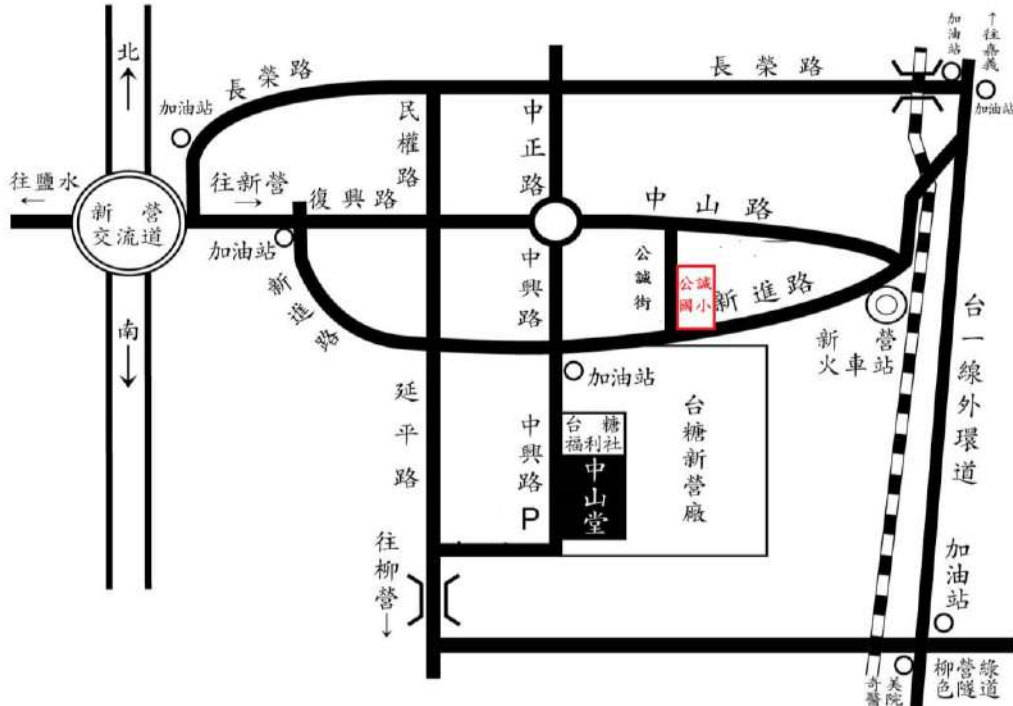 北
↑
南
↓
往鹽水
←
新營
交流道
加油站
長榮路
長榮路
往新營
→
復興路
加油站
新進路
民權路
中正路
中山路
中興路
公誠街
公誠
國小
新進路
新營
火車站
加油站
↑往嘉義
加油站
台一線外環道
加油站
延平路
中興路
P
台糖
福利社
中山堂
台糖新營廠
往柳營
↓
加油站
奇美
醫院
柳營綠
色隧道